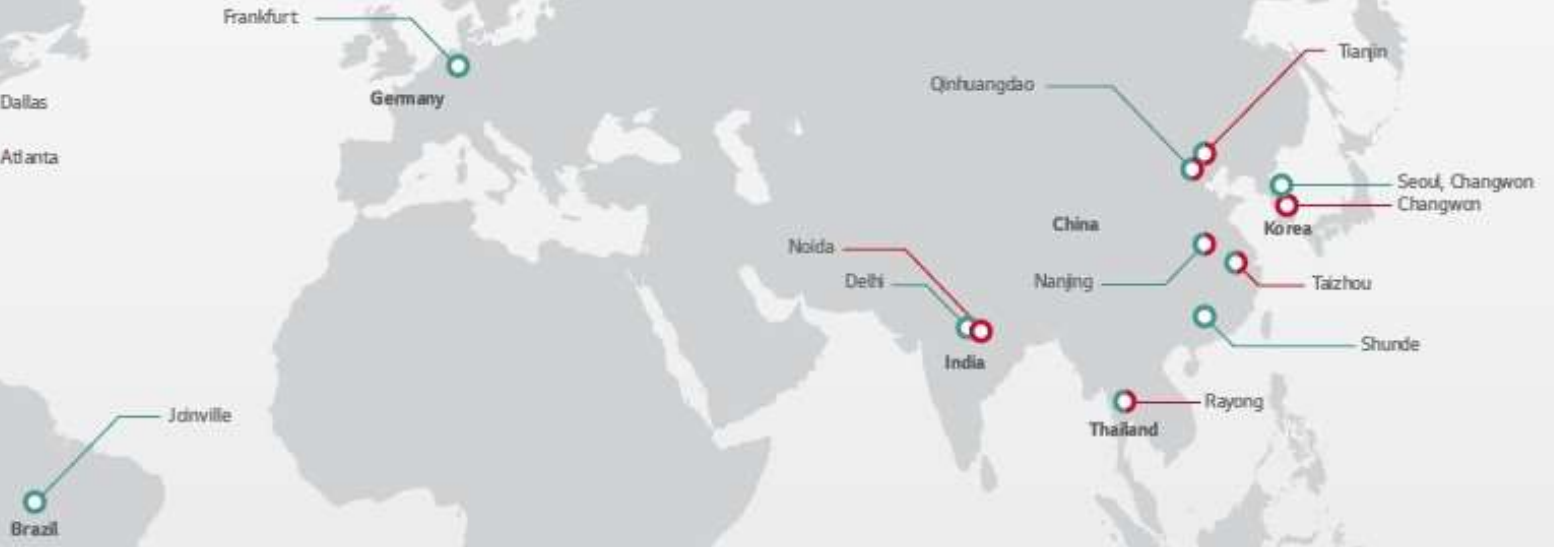 Frankfurt
Tianjin
Qinhuangdao
Germany
Dallas
Atlanta
Seoul, Changwon
Changwon
China
Korea
Noida
Delhi
Nanjing
Taizhou
Shunde
India
Rayong
Joinville
Thailand
Brazil